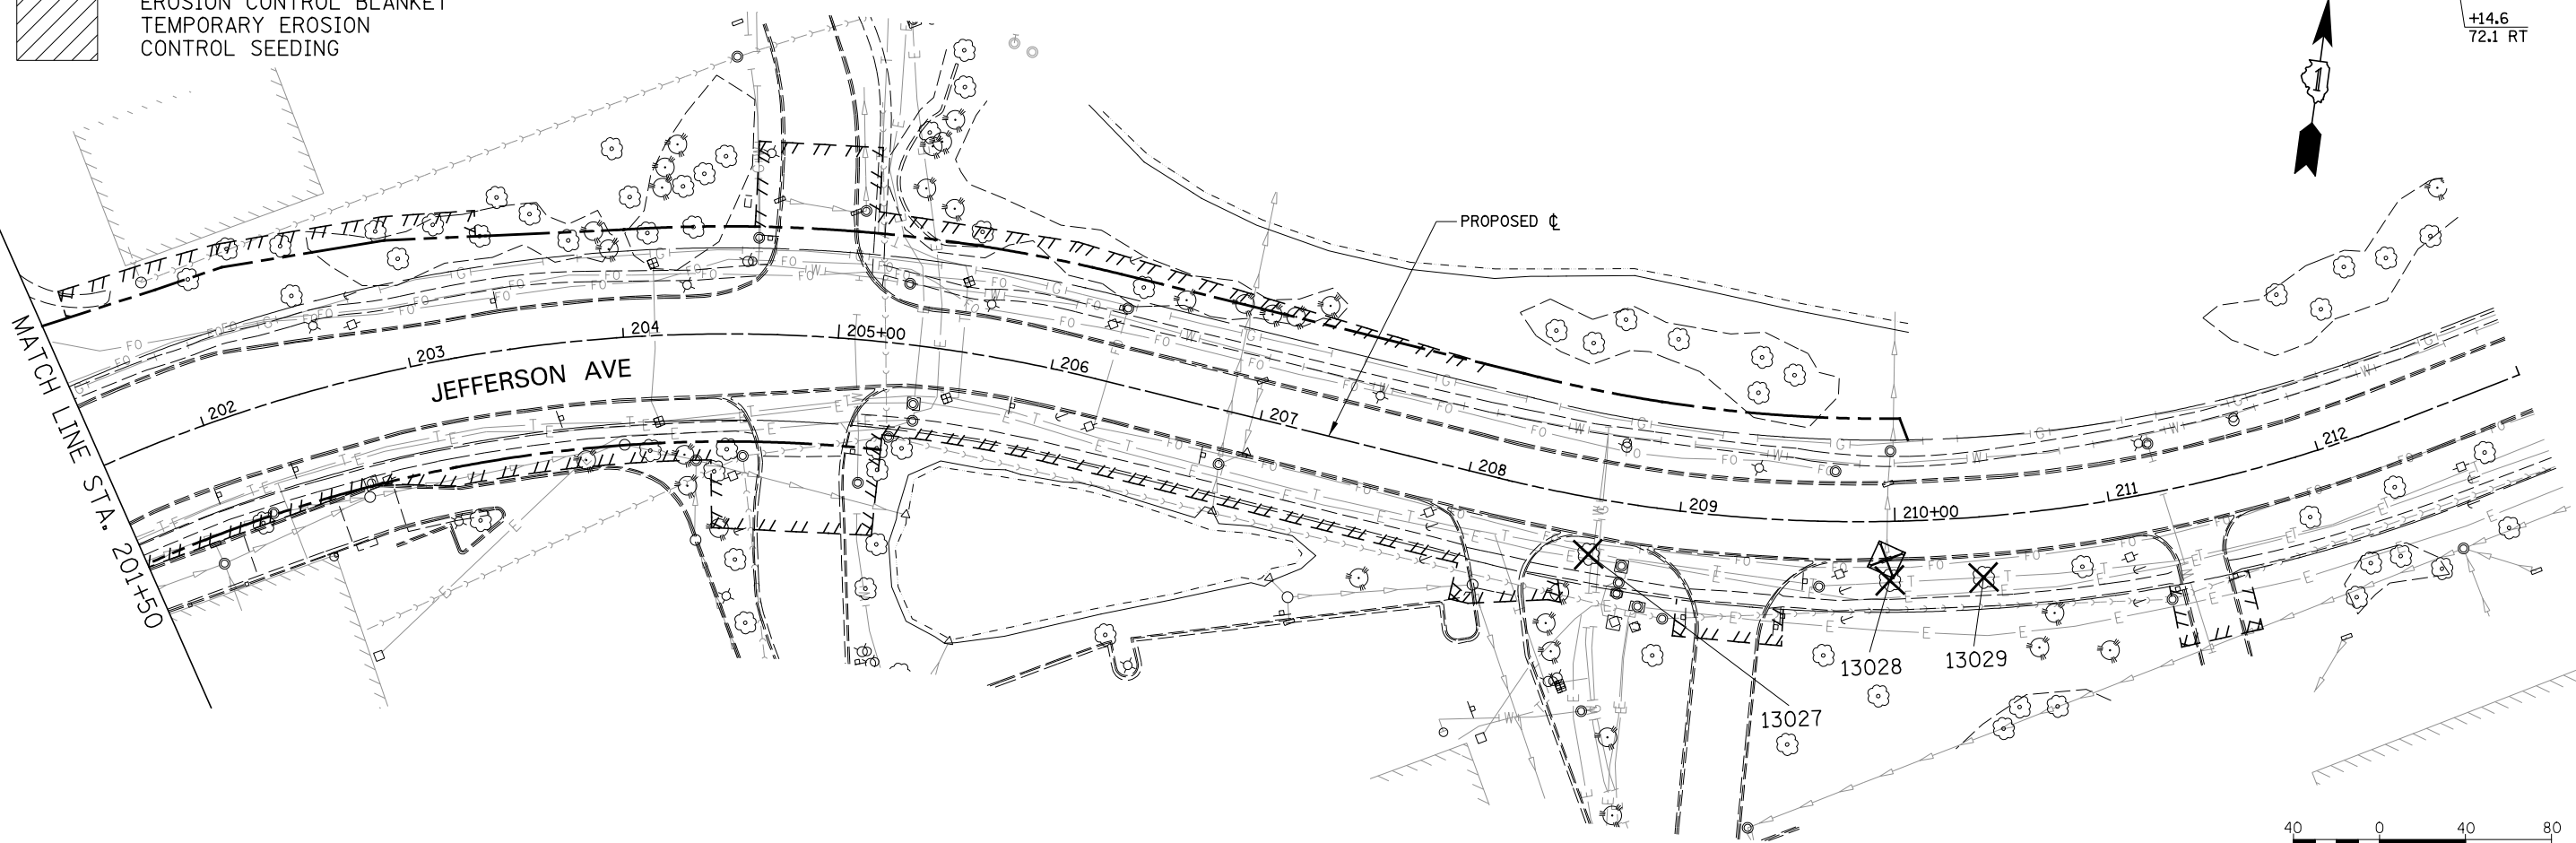 EROSION CONTROL BLANKET
TEMPORARY EROSION
CONTROL SEEDING
+14.6
72.1 RT
1
PROPOSED ℄
MATCH LINE STA. 201+50
JEFFERSON AVE
202
203
204
205+00
206
207
208
209
210+00
211
212
13027
13028
13029
40
0
40
80